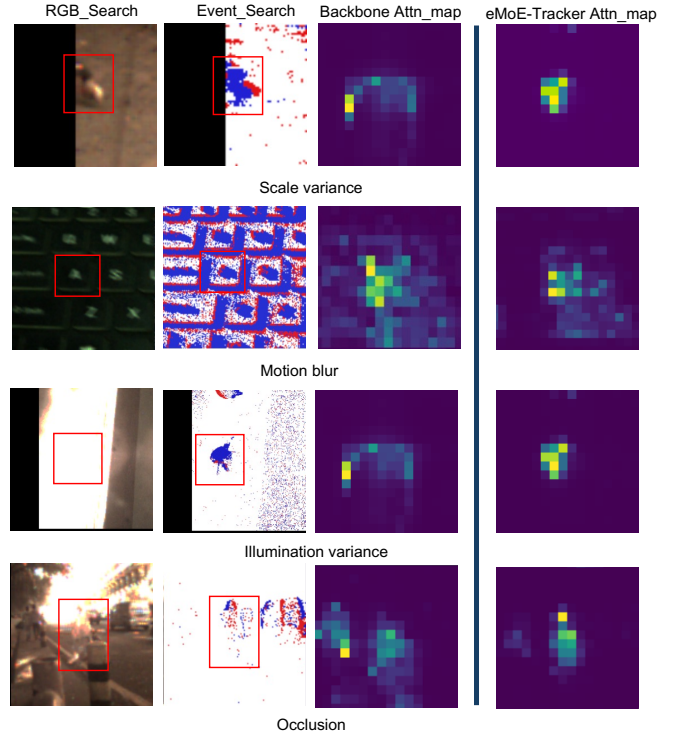 RGB_Search Event_Search Backbone Attn_map eMoE-Tracker Attn_map
Scale variance
Motion blur
Illumination variance
Occlusion